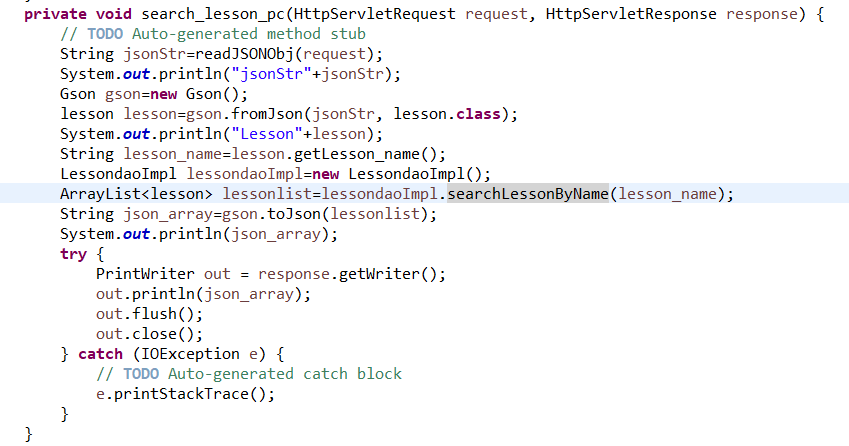 private void search_lesson_pc(HttpServletRequest request, HttpServletResponse response) {
// TODO Auto-generated method stub
String jsonStr=readJSONObj(request);
System.out.println("jsonStr"+jsonStr);
Gson gson=new Gson();
lesson lesson=gson.fromJson(jsonStr, lesson.class);
System.out.println("Lesson"+lesson);
String lesson_name=lesson.getLesson_name();
LessondaoImpl lessondaoImpl=new LessondaoImpl();
ArrayList<lesson> lessonlist=lessondaoImpl.searchLessonByName(lesson_name);
String json_array=gson.toJson(lessonlist);
System.out.println(json_array);
try {
PrintWriter out = response.getWriter();
out.println(json_array);
out.flush();
out.close();
} catch (IOException e) {
// TODO Auto-generated catch block
e.printStackTrace();
}
}